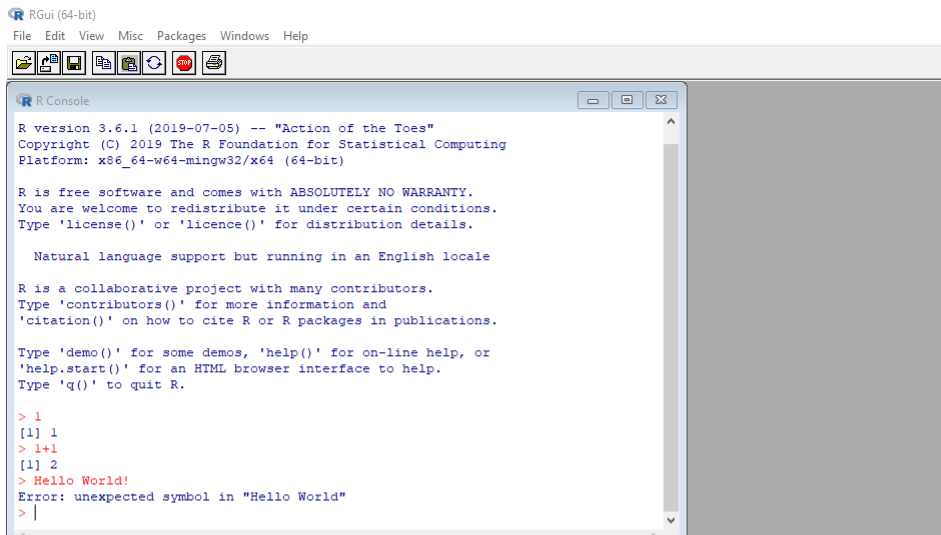 RGui (64-bit)
File Edit View Misc Packages Windows Help
STOP
R Console
R version 3.6.1 (2019-07-05) -- "Action of the Toes"
Copyright (C) 2019 The R Foundation for Statistical Computing
Platform: x86_64-w64-mingw32/x64 (64-bit)
R is free software and comes with ABSOLUTELY NO WARRANTY.
You are welcome to redistribute it under certain conditions.
Type 'license()' or 'licence()' for distribution details.
Natural language support but running in an English locale
R is a collaborative project with many contributors.
Type 'contributors()' for more information and
'citation()' on how to cite R or R packages in publications.
Type 'demo()' for some demos, 'help()' for on-line help, or
'help.start()' for an HTML browser interface to help.
Type 'q()' to quit R.
> 1
[1] 1
> 1+1
[1] 2
> Hello World!
Error: unexpected symbol in "Hello World"
>